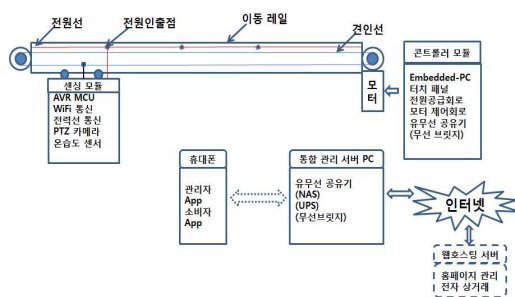 전원선
전원인출점
이동 레일
견인선
센싱 모듈
AVR MCU
WiFi 통신
전력선 통신
PTZ 카메라
온습도 센서
모터
콘트롤러 모듈
Embedded-PC
터치 패널
전원공급회로
모터 제어회로
유무선 공유기
(무선 브릿지)
휴대폰
관리자
App
소비자
App
통합 관리 서버 PC
유무선 공유기
(NAS)
(UPS)
(무선브릿지)
인터넷
웹호스팅 서버
홈페이지 관리
전자 상거래